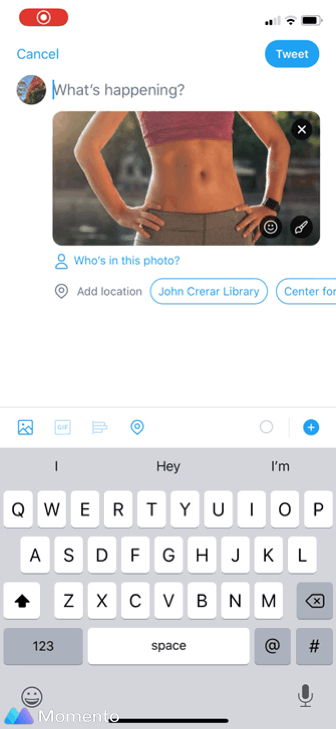 Cancel
Tweet
What's happening?
Who's in this photo?
Add location
John Crerar Library
Center for
GIF
I
Hey
I'm
Q W E R T Y U I O P
A S D F G H J K L
Z X C V B N M
123
space
@
#
Momento